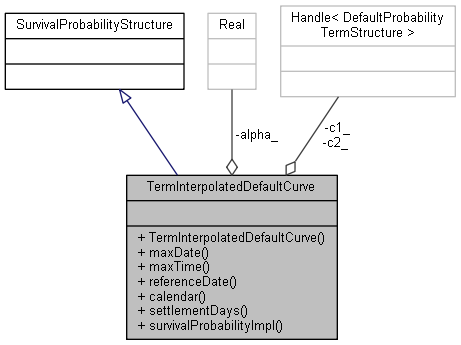 SurvivalProbabilityStructure
Real
Handle< DefaultProbability
TermStructure >
-alpha_
-c1_
-c2_
TermInterpolatedDefaultCurve
+ TermInterpolatedDefaultCurve()
+ maxDate()
+ maxTime()
+ referenceDate()
+ calendar()
+ settlementDays()
+ survivalProbabilityImpl()